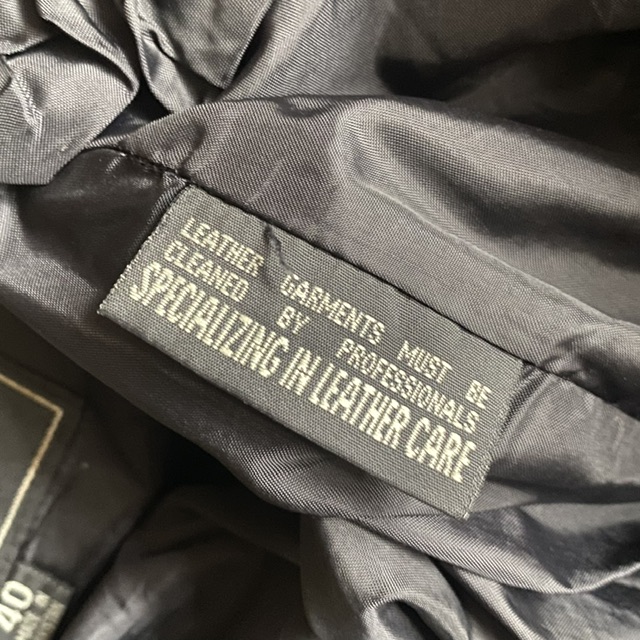 LEATHER GARMENTS MUST BE
CLEANED BY PROFESSIONALS
SPECIALIZING IN LEATHER CARE
40